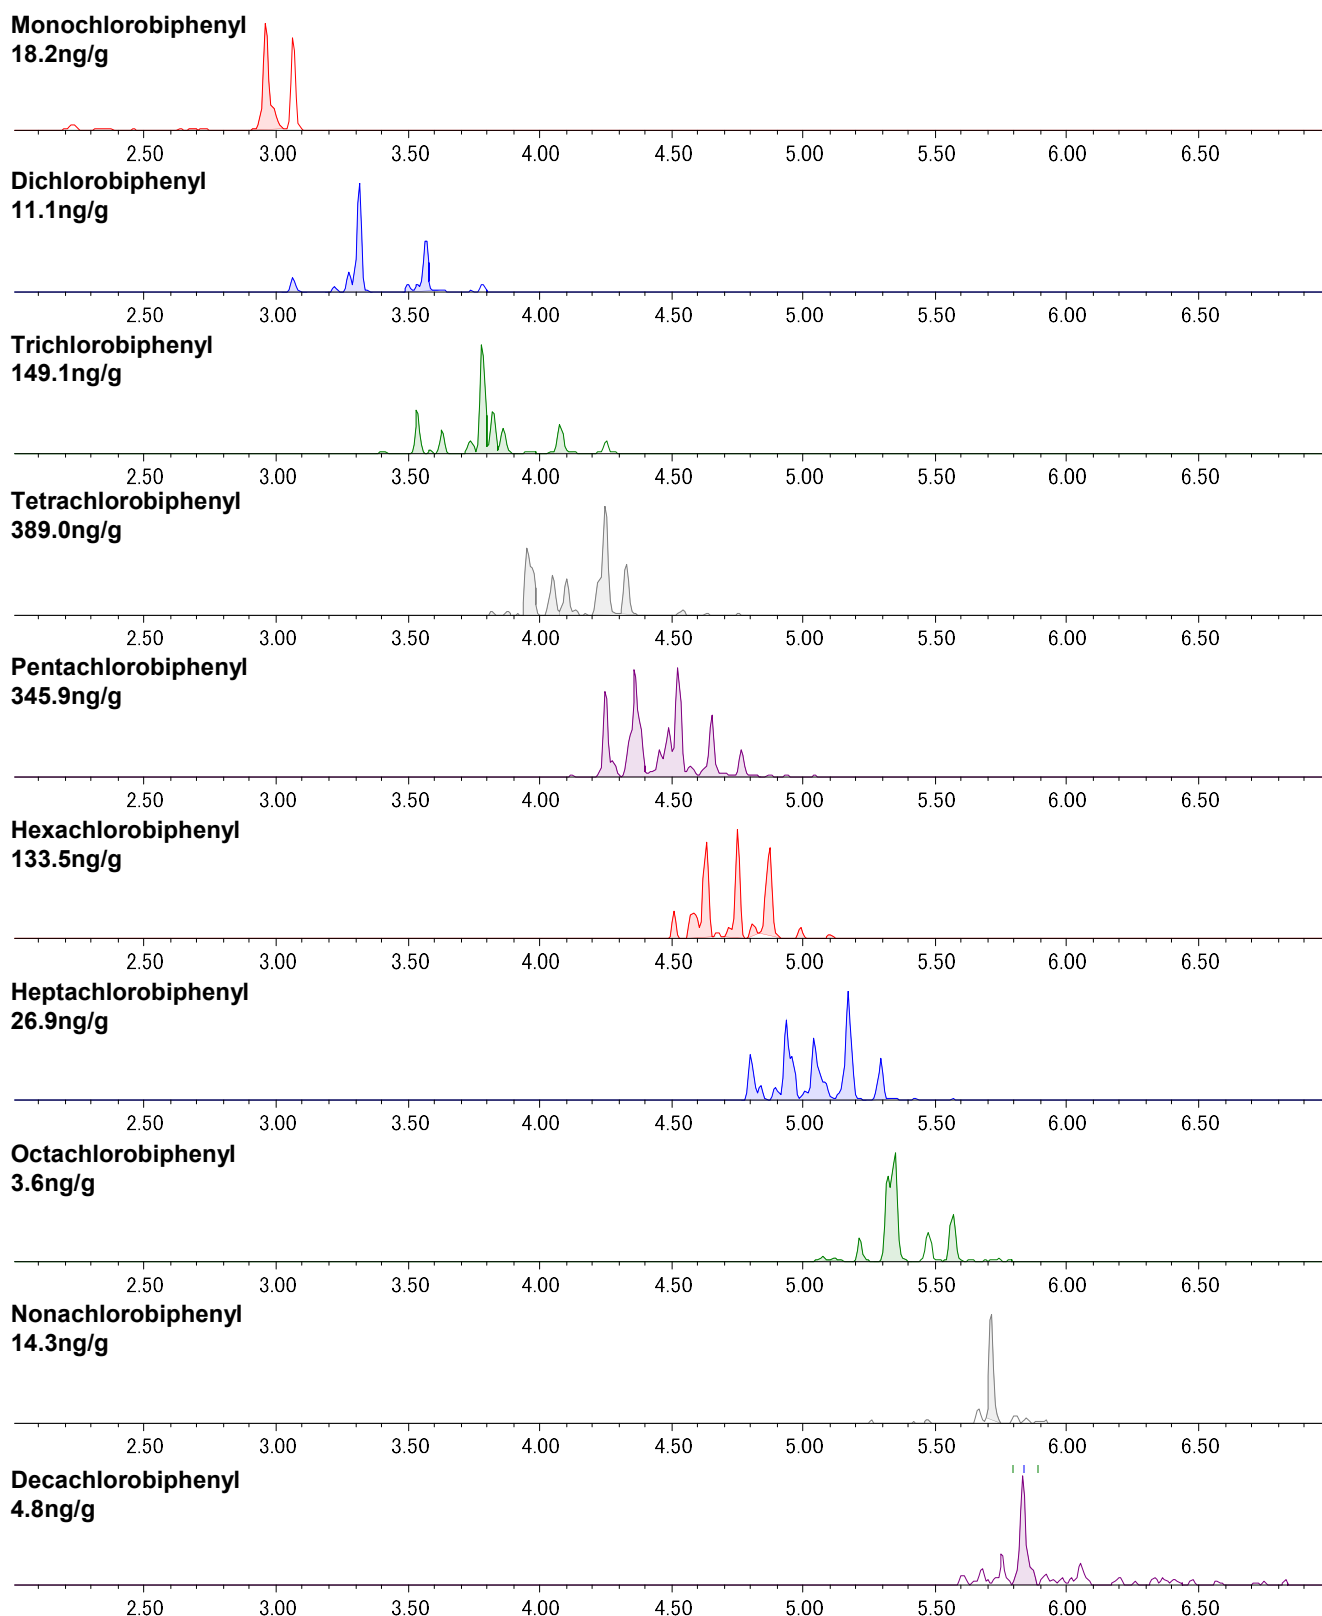 Monochlorobiphenyl
18.2ng/g
2.50 3.00 3.50 4.00 4.50 5.00 5.50 6.00 6.50
Dichlorobiphenyl
11.1ng/g
2.50 3.00 3.50 4.00 4.50 5.00 5.50 6.00 6.50
Trichlorobiphenyl
149.1ng/g
2.50 3.00 3.50 4.00 4.50 5.00 5.50 6.00 6.50
Tetrachlorobiphenyl
389.0ng/g
2.50 3.00 3.50 4.00 4.50 5.00 5.50 6.00 6.50
Pentachlorobiphenyl
345.9ng/g
2.50 3.00 3.50 4.00 4.50 5.00 5.50 6.00 6.50
Hexachlorobiphenyl
133.5ng/g
2.50 3.00 3.50 4.00 4.50 5.00 5.50 6.00 6.50
Heptachlorobiphenyl
26.9ng/g
2.50 3.00 3.50 4.00 4.50 5.00 5.50 6.00 6.50
Octachlorobiphenyl
3.6ng/g
2.50 3.00 3.50 4.00 4.50 5.00 5.50 6.00 6.50
Nonachlorobiphenyl
14.3ng/g
2.50 3.00 3.50 4.00 4.50 5.00 5.50 6.00 6.50
Decachlorobiphenyl
4.8ng/g
2.50 3.00 3.50 4.00 4.50 5.00 5.50 6.00 6.50